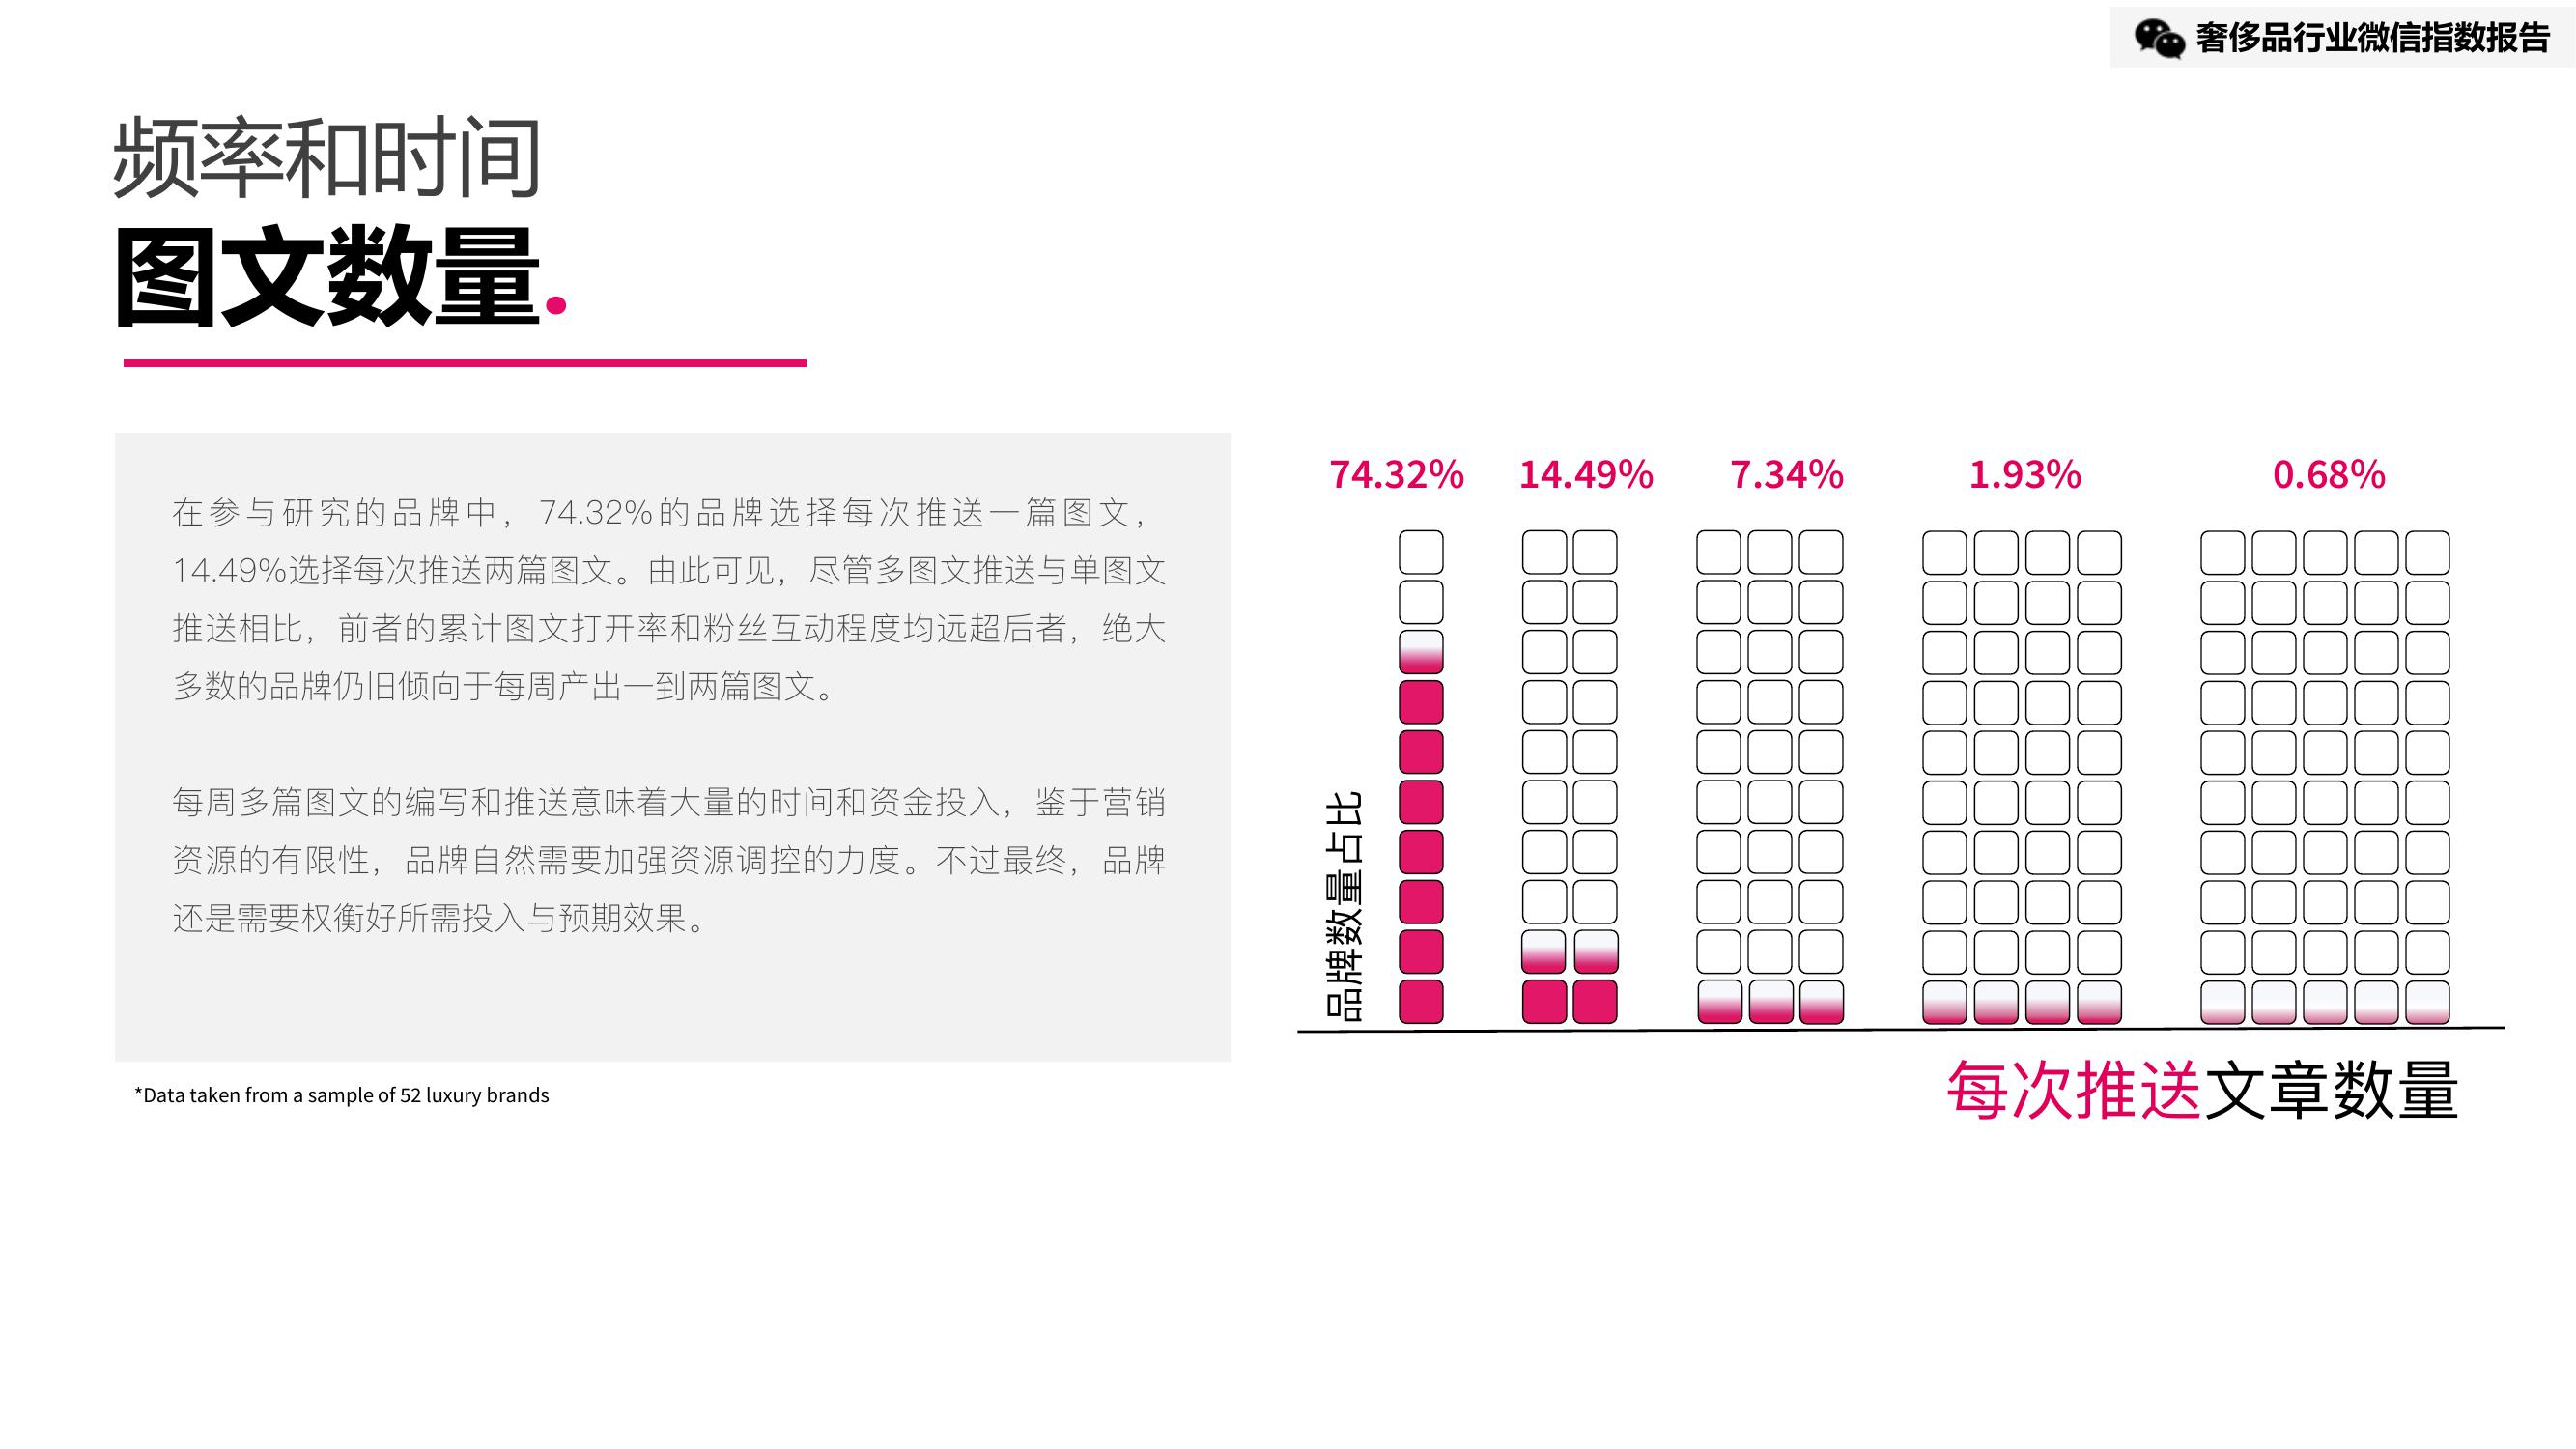 奢侈品行业微信指数报告
频率和时间
图文数量.
在参与研究的品牌中，74.32%的品牌选择每次推送一篇图文，
14.49%选择每次推送两篇图文。由此可见，尽管多图文推送与单图文
推送相比，前者的累计图文打开率和粉丝互动程度均远超后者，绝大
多数的品牌仍旧倾向于每周产出一到两篇图文。
每周多篇图文的编写和推送意味着大量的时间和资金投入，鉴于营销
资源的有限性，品牌自然需要加强资源调控的力度。不过最终，品牌
还是需要权衡好所需投入与预期效果。
*Data taken from a sample of 52 luxury brands
74.32% 14.49% 7.34% 1.93% 0.68%
品牌数量占比
每次推送文章数量